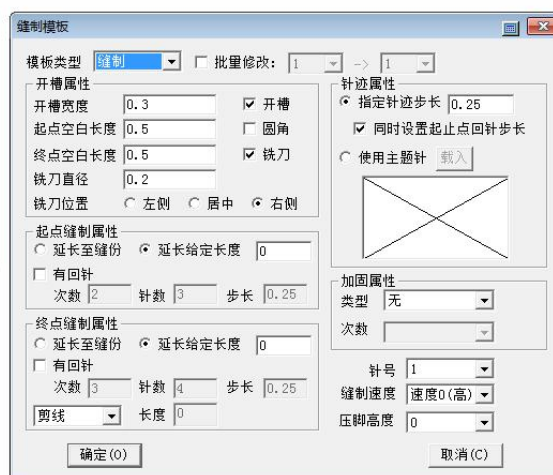 缝制模板
模板类型 缝制 批量修改: 1 -> 1
开槽属性
开槽宽度 0.3 开槽
起点空白长度 0.5 圆角
终点空白长度 0.5 铣刀
铣刀直径 0.2
铣刀位置 左侧 居中 右侧
起点缝制属性
延长至缝份 延长给定长度 0
有回针
次数 2 针数 3 步长 0.25
终点缝制属性
延长至缝份 延长给定长度 0
有回针
次数 3 针数 4 步长 0.25
剪线 长度 0
针迹属性
指定针迹步长 0.25
同时设置起止点回针步长
使用主题针 载入
加固属性
类型 无
次数
针号 1
缝制速度 速度0(高)
压脚高度 0
确定(O) 取消(C)